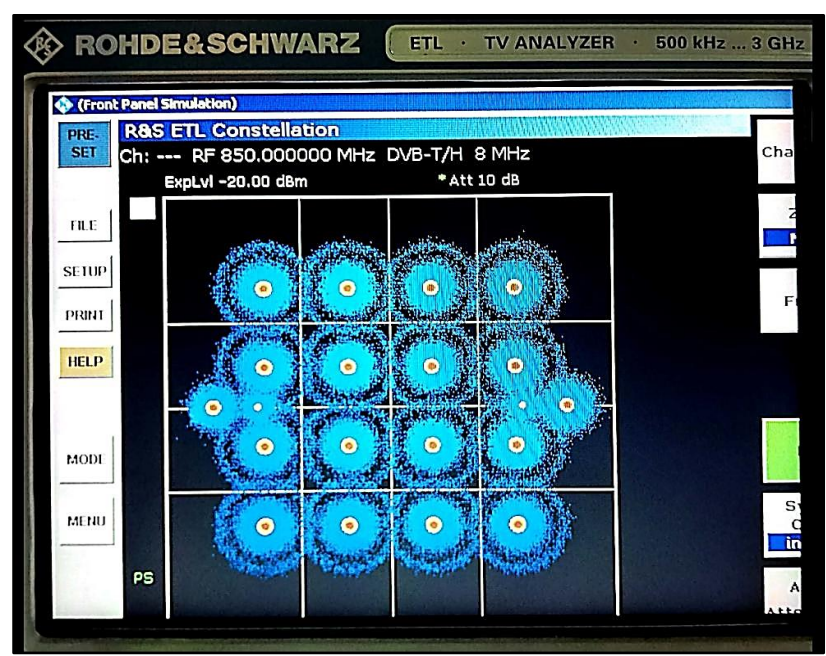 ROHDE&SCHWARZ
ETL · TV ANALYZER · 500 kHz ... 3 GHz
(Front Panel Simulation)
PRE-
SET
R&S ETL Constellation
Ch: --- RF 850.000000 MHz DVB-T/H 8 MHz
ExpLvl -20.00 dBm
*Att 10 dB
FILE
SETUP
PRINT
HELP
MODE
MENU
PS
Cha
Z
F
S
in
A
Atte